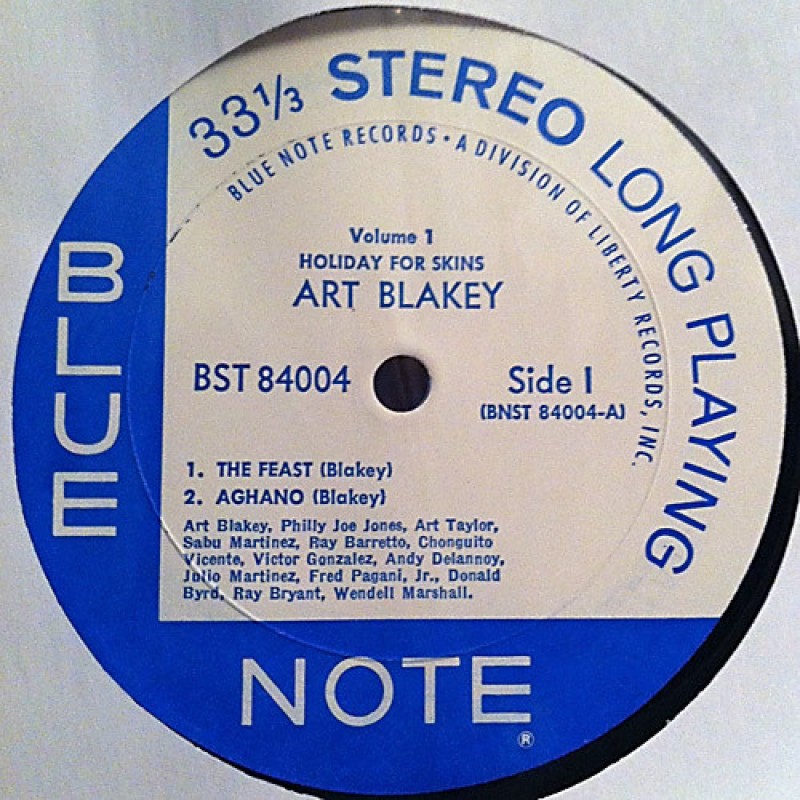 33⅓ STEREO LONG PLAYING
BLUE NOTE RECORDS • A DIVISION OF LIBERTY RECORDS, INC.
Volume 1
HOLIDAY FOR SKINS
ART BLAKEY
BST 84004
Side I
(BNST 84004-A)
1. THE FEAST (Blakey)
2. AGHANO (Blakey)
Art Blakey, Philly Joe Jones, Art Taylor,
Sabu Martinez, Ray Barretto, Chonguito
Vicente, Victor Gonzalez, Andy Delannoy,
Julio Martinez, Fred Pagani, Jr., Donald
Byrd, Ray Bryant, Wendell Marshall.
BLUE
NOTE
®